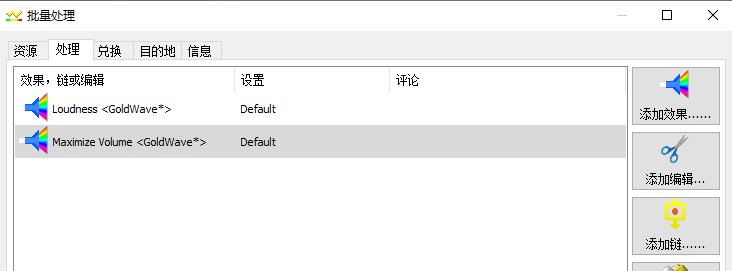 批量处理
资源 处理 兑换 目的地 信息
效果，链或编辑 设置 评论
Loudness <GoldWave*> Default
Maximize Volume <GoldWave*> Default
添加效果......
添加编辑...
添加链......